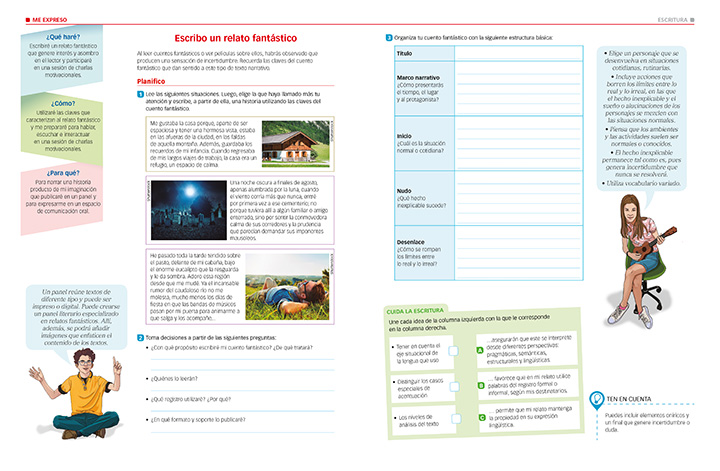 ME EXPRESO
¿Qué haré?
Escribiré un relato fantástico
que genere interés y asombro
en el lector y participaré
en una sesión de charlas
motivacionales.
¿Cómo?
Utilizaré las claves que
caracterizan al relato fantástico
y me prepararé para hablar,
escuchar e interactuar
en una sesión de charlas
motivacionales.
¿Para qué?
Para narrar una historia
producto de mi imaginación
que publicaré en un panel y
para expresarme en un espacio
de comunicación oral.
Un panel reúne textos de
diferente tipo y puede ser
impreso o digital. Puede crearse
un panel literario especializado
en relatos fantásticos. Allí,
además, se podrá añadir
imágenes que enfaticen el
contenido de los textos.
Escribo un relato fantástico
Al leer cuentos fantásticos o ver películas sobre ellos, habrás observado que
producen una sensación de incertidumbre. Recuerda las claves del cuento
fantástico que dan sentido a este tipo de texto narrativo.
Planifico
1 Lee las siguientes situaciones. Luego, elige la que haya llamado más tu
atención y escribe, a partir de ella, una historia utilizando las claves del
cuento fantástico.
Me gustaba la casa porque, aparte de ser
espaciosa y tener una hermosa vista, estaba
en las afueras de la ciudad, en las faldas
de aquella montaña. Además, guardaba los
recuerdos de mi infancia. Cuando regresaba
de mis largos viajes de trabajo, la casa era un
refugio, un espacio de calma.
Una noche oscura a finales de agosto,
apenas alumbrada por la luna, cuando
el viento corría más que nunca, entré
por primera vez a ese cementerio; no
porque tuviera allí a algún familiar o amigo
enterrado, sino por sentir la conmovedora
calma de sus corredores y la prudencia
que parecían demandar sus imponentes
mausoleos.
He pasado toda la tarde tendido sobre
el pasto, delante de mi cabaña, bajo
el enorme eucalipto que la resguarda
y le da sombra. Adoro esta región
desde que me mudé. Ya el incansable
rumor del caudaloso río no me
molesta, mucho menos los días de
fiesta en que las bandas de músicos
pasan por mi puerta para animarme a
que salga y los acompañe...
2 Toma decisiones a partir de las siguientes preguntas:
• ¿Con qué propósito escribiré mi cuento fantástico? ¿De qué tratará?
• ¿Quiénes lo leerán?
• ¿Qué registro utilizaré? ¿Por qué?
• ¿En qué formato y soporte lo publicaré?
ESCRITURA
3 Organiza tu cuento fantástico con la siguiente estructura básica:
Título
Marco narrativo
¿Cómo presentarás
el tiempo, el lugar
y al protagonista?
Inicio
¿Cuál es la situación
normal o cotidiana?
Nudo
¿Qué hecho
inexplicable sucede?
Desenlace
¿Cómo se rompen
los límites entre
lo real y lo irreal?
• Elige un personaje que se
desenvuelva en situaciones
cotidianas, rutinarias.
• Incluye acciones que
borren los límites entre lo
real y lo irreal, en las que
el hecho inexplicable y el
sueño o alucinaciones de los
personajes se mezclen con
las situaciones normales.
• Piensa que los ambientes
y las actividades suelen ser
normales o conocidos.
• El hecho inexplicable
permanece tal como es, pues
genera incertidumbre que
nunca se resolverá.
• Utiliza vocabulario variado.
CUIDA LA ESCRITURA
Une cada idea de la columna izquierda con la que le corresponde
en la columna derecha.
• Tener en cuenta el
eje situacional de
la lengua que uso
• Distinguir los casos
especiales de
acentuación
• Los niveles de
análisis del texto
A ...asegurarán que este se interprete
desde diferentes perspectivas:
pragmáticas, semánticas,
estructurales y lingüísticas.
B ... favorece que en mi relato utilice
palabras del registro formal o
informal, según mis destinatarios.
C ... permite que mi relato mantenga
la propiedad en su expresión
lingüística.
TEN EN CUENTA
Puedes incluir elementos oníricos y
un final que genere incertidumbre o
duda.